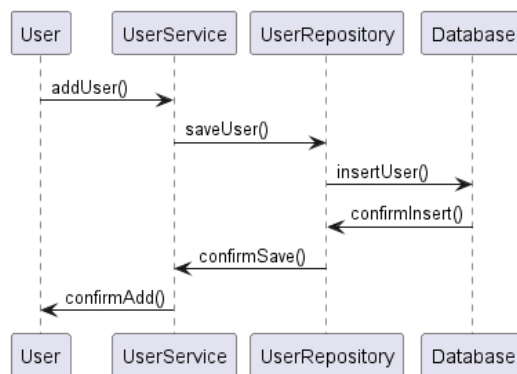 User UserService UserRepository Database
addUser()
saveUser()
insertUser()
confirmInsert()
confirmSave()
confirmAdd()
User UserService UserRepository Database